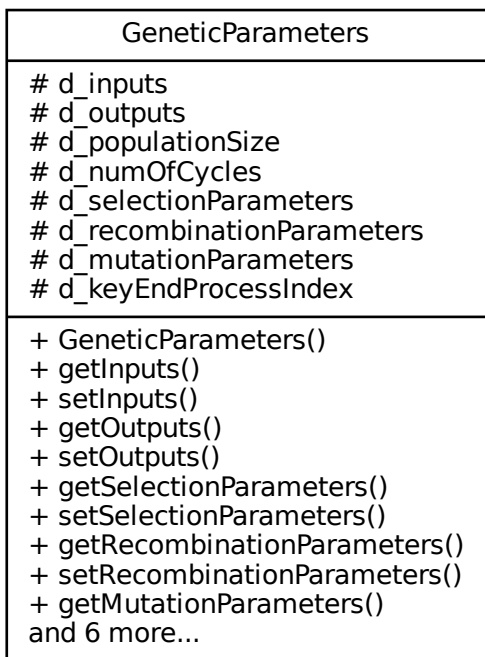 GeneticParameters
# d_inputs
# d_outputs
# d_populationSize
# d_numOfCycles
# d_selectionParameters
# d_recombinationParameters
# d_mutationParameters
# d_keyEndProcessIndex
+ GeneticParameters()
+ getInputs()
+ setInputs()
+ getOutputs()
+ setOutputs()
+ getSelectionParameters()
+ setSelectionParameters()
+ getRecombinationParameters()
+ setRecombinationParameters()
+ getMutationParameters()
and 6 more...